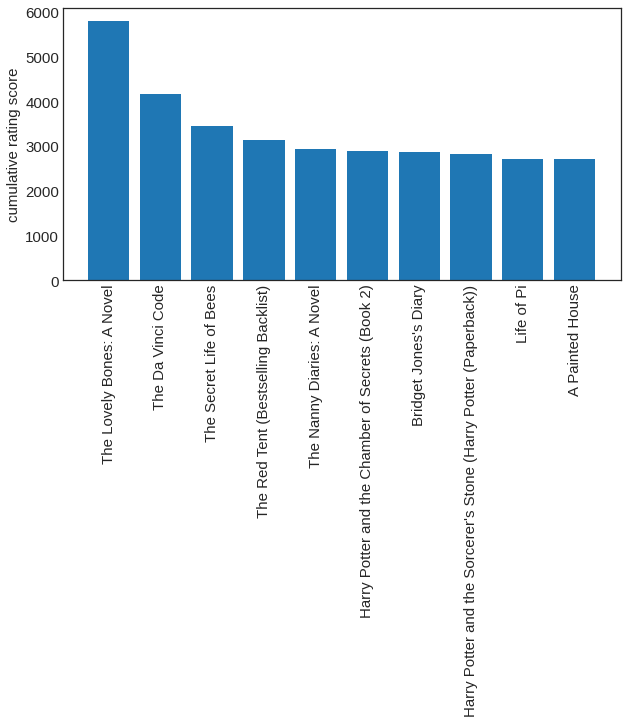 6000
5000
4000
3000
2000
1000
0
cumulative rating score
The Lovely Bones: A Novel
The Da Vinci Code
The Secret Life of Bees
The Red Tent (Bestselling Backlist)
The Nanny Diaries: A Novel
Harry Potter and the Chamber of Secrets (Book 2)
Bridget Jones's Diary
Harry Potter and the Sorcerer's Stone (Harry Potter (Paperback))
Life of Pi
A Painted House